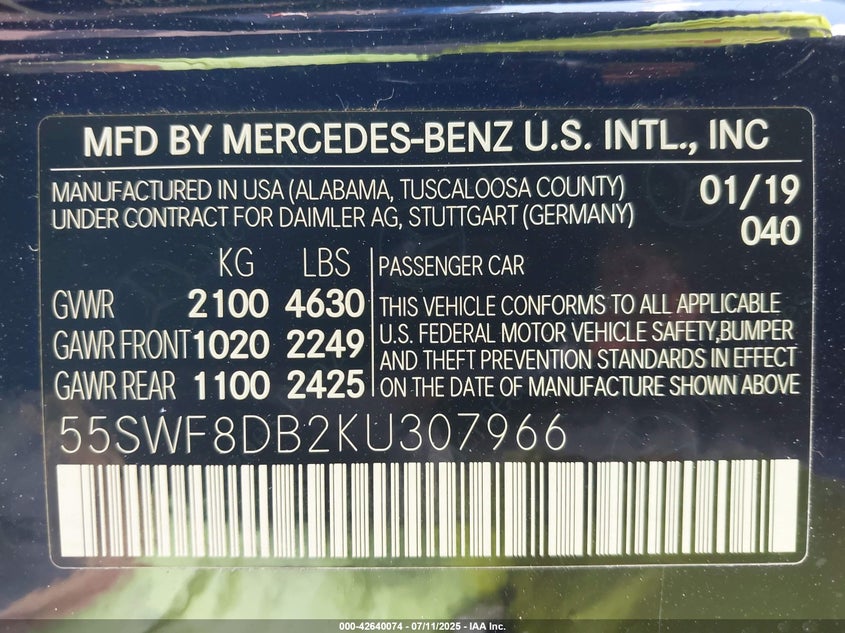 MFD BY MERCEDES-BENZ U.S. INTL., INC
MANUFACTURED IN USA (ALABAMA, TUSCALOOSA COUNTY) 01/19
UNDER CONTRACT FOR DAIMLER AG, STUTTGART (GERMANY) 040
KG LBS
GVWR 2100 4630
GAWR FRONT 1020 2249
GAWR REAR 1100 2425
PASSENGER CAR
THIS VEHICLE CONFORMS TO ALL APPLICABLE
U.S. FEDERAL MOTOR VEHICLE SAFETY,BUMPER
AND THEFT PREVENTION STANDARDS IN EFFECT
ON THE DATE OF MANUFACTURE SHOWN ABOVE
55SWF8DB2KU307966
000-42640074 / 07/11/2025 - IAA Inc.